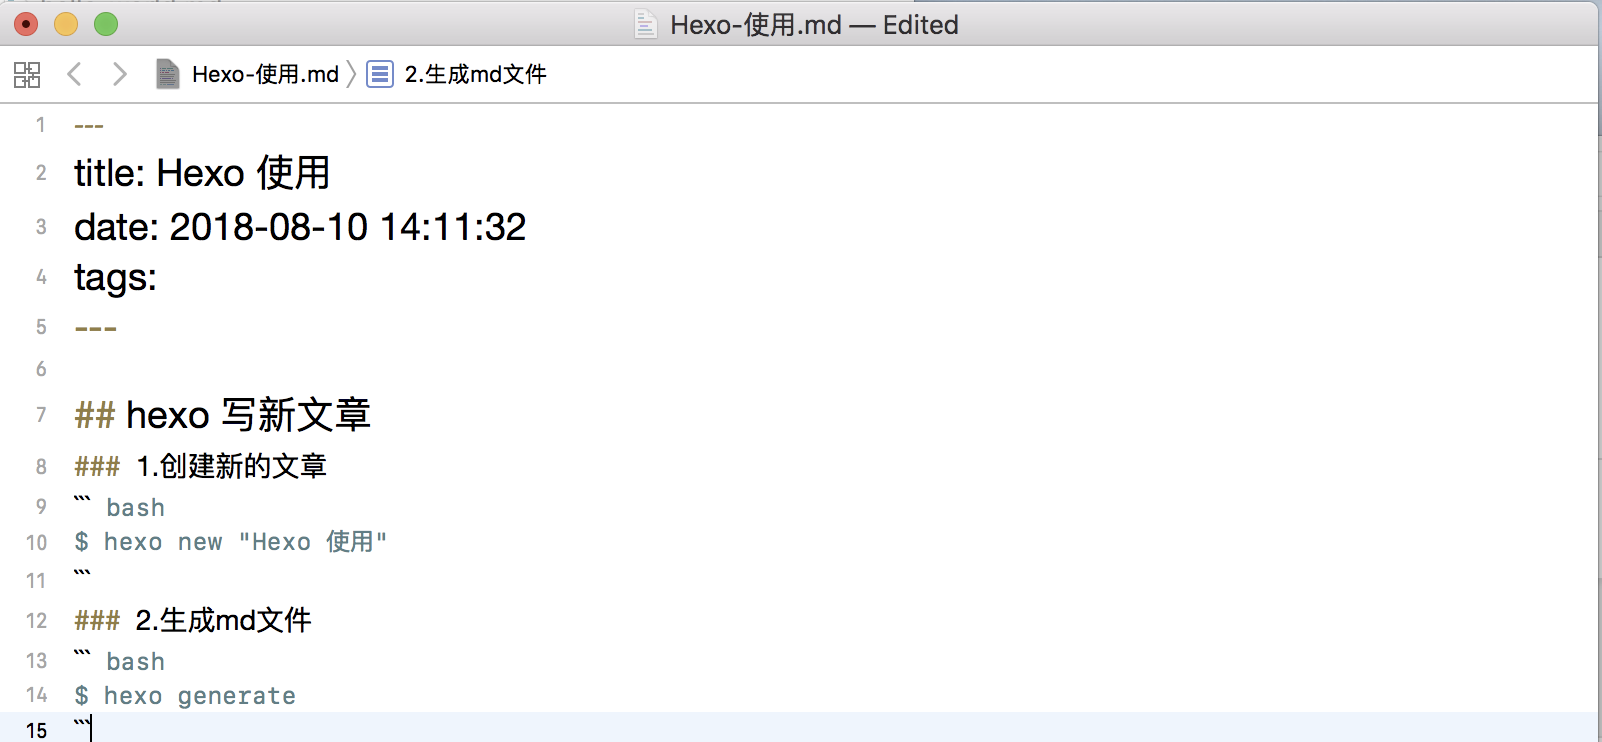 Hexo-使用.md — Edited
Hexo-使用.md 2.生成md文件
1 ---
2 title: Hexo 使用
3 date: 2018-08-10 14:11:32
4 tags:
5 ---
6
7 ## hexo 写新文章
8 ### 1.创建新的文章
9 ``` bash
10 $ hexo new "Hexo 使用"
11 ```
12 ### 2.生成md文件
13 ``` bash
14 $ hexo generate
15 ```